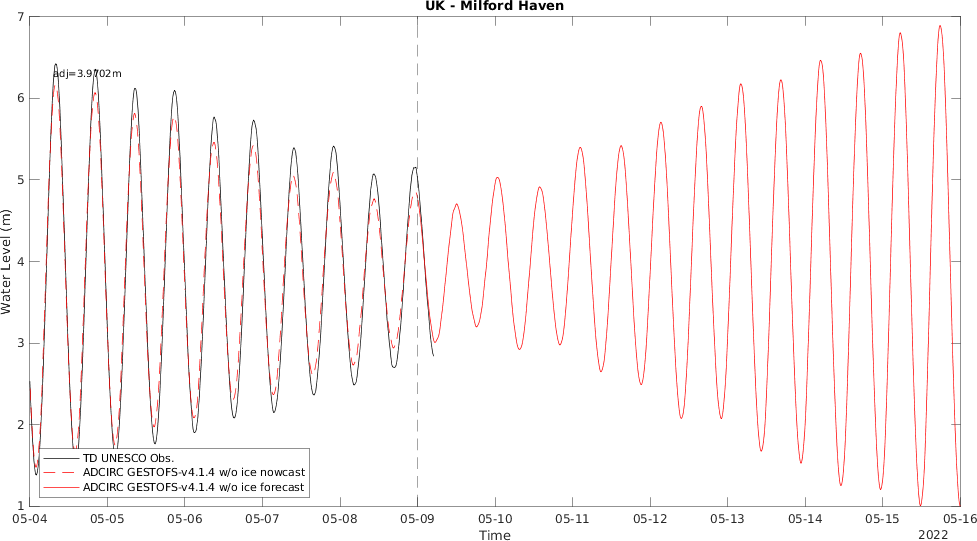 UK - Milford Haven
7
adj=3.9702m
6
5
4
3
2
1
Water Level (m)
TD UNESCO Obs.
ADCIRC GESTOFS-v4.1.4 w/o ice nowcast
ADCIRC GESTOFS-v4.1.4 w/o ice forecast
05-04 05-05 05-06 05-07 05-08 05-09 05-10 05-11 05-12 05-13 05-14 05-15 05-16
Time
2022